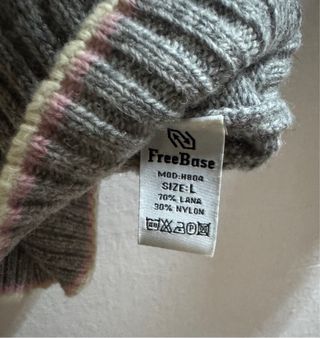 FreeBase
MOD:H804
SIZE:L
70% LANA
30% NYLON